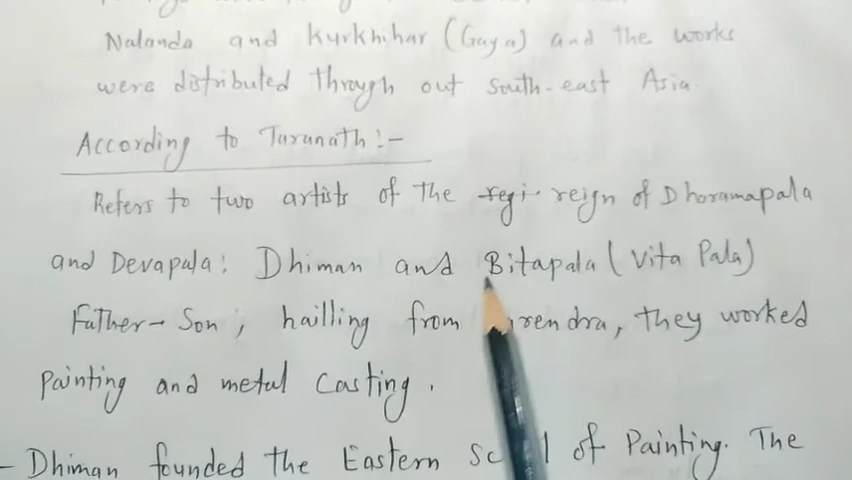 Nalanda and Kurkhihar (Gaya) and the works
were distributed through out South-east Asia
According to Taranath :-
Refers to two artists of the regi- reign of Dharamapala
and Devapala: Dhiman and Bitapala (Vita Pala)
Father-Son, hailling from they worked
painting and metal casting.
- Dhiman founded the Eastern of Painting. The